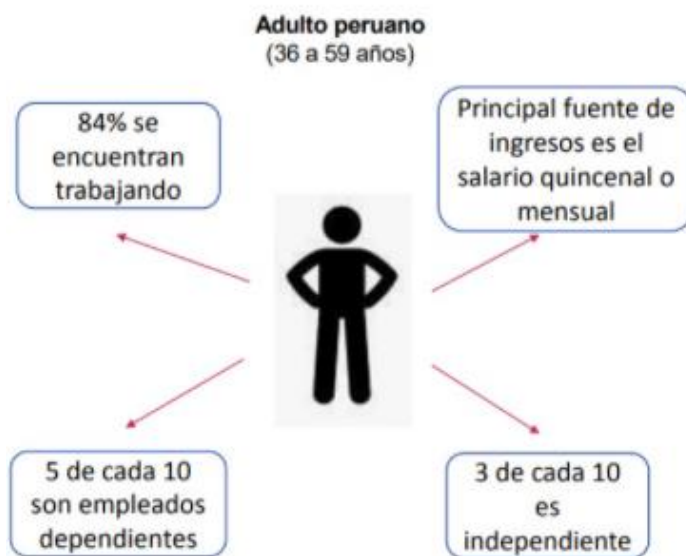 Adulto peruano
(36 a 59 años)
84% se
encuentran
trabajando
Principal fuente de
ingresos es el
salario quincenal o
mensual
5 de cada 10
son empleados
dependientes
3 de cada 10
es
independiente